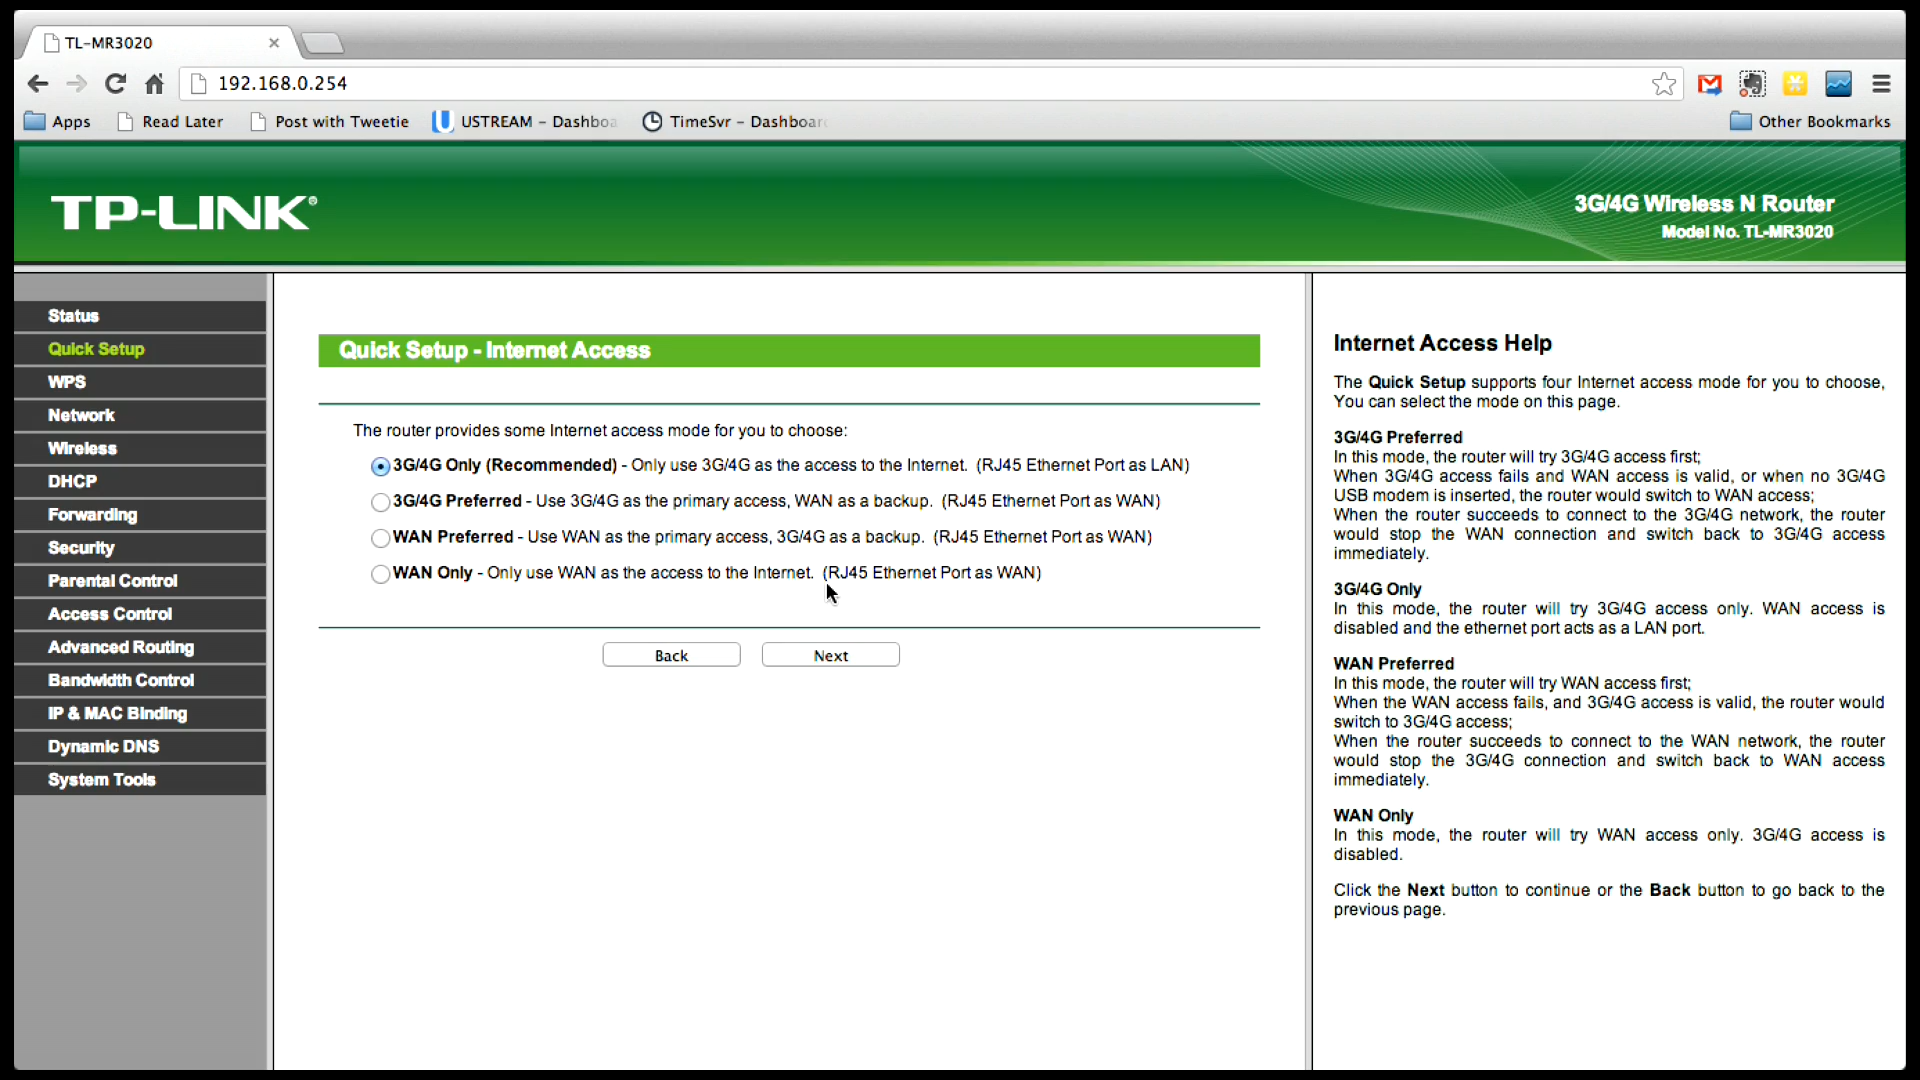 TL-MR3020
192.168.0.254
Apps
Read Later
Post with Tweetie
USTREAM – Dashboa
TimeSvr – Dashboar
Other Bookmarks
TP-LINK®
3G/4G Wireless N Router
Model No. TL-MR3020
Status
Quick Setup
WPS
Network
Wireless
DHCP
Forwarding
Security
Parental Control
Access Control
Advanced Routing
Bandwidth Control
IP & MAC Binding
Dynamic DNS
System Tools
Quick Setup - Internet Access
The router provides some Internet access mode for you to choose:
3G/4G Only (Recommended) - Only use 3G/4G as the access to the Internet. (RJ45 Ethernet Port as LAN)
3G/4G Preferred - Use 3G/4G as the primary access, WAN as a backup. (RJ45 Ethernet Port as WAN)
WAN Preferred - Use WAN as the primary access, 3G/4G as a backup. (RJ45 Ethernet Port as WAN)
WAN Only - Only use WAN as the access to the Internet. (RJ45 Ethernet Port as WAN)
Back
Next
Internet Access Help
The Quick Setup supports four Internet access mode for you to choose,
You can select the mode on this page.
3G/4G Preferred
In this mode, the router will try 3G/4G access first;
When 3G/4G access fails and WAN access is valid, or when no 3G/4G
USB modem is inserted, the router would switch to WAN access;
When the router succeeds to connect to the 3G/4G network, the router
would stop the WAN connection and switch back to 3G/4G access
immediately.
3G/4G Only
In this mode, the router will try 3G/4G access only. WAN access is
disabled and the ethernet port acts as a LAN port.
WAN Preferred
In this mode, the router will try WAN access first;
When the WAN access fails, and 3G/4G access is valid, the router would
switch to 3G/4G access;
When the router succeeds to connect to the WAN network, the router
would stop the 3G/4G connection and switch back to WAN access
immediately.
WAN Only
In this mode, the router will try WAN access only. 3G/4G access is
disabled.
Click the Next button to continue or the Back button to go back to the
previous page.